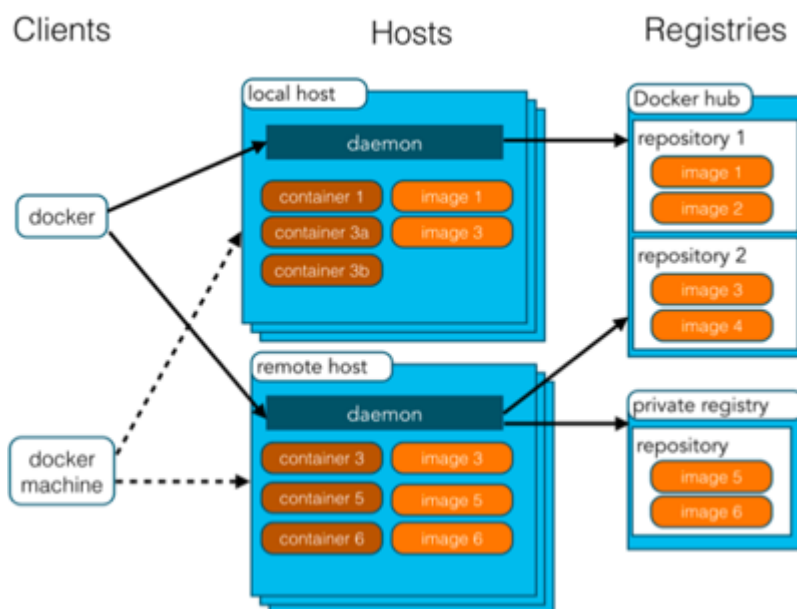 Clients
Hosts
Registries
local host
daemon
container 1
image 1
container 3a
image 3
container 3b
docker
docker
machine
remote host
daemon
container 3
image 3
container 5
image 5
container 6
image 6
Docker hub
repository 1
image 1
image 2
repository 2
image 3
image 4
private registry
repository
image 5
image 6